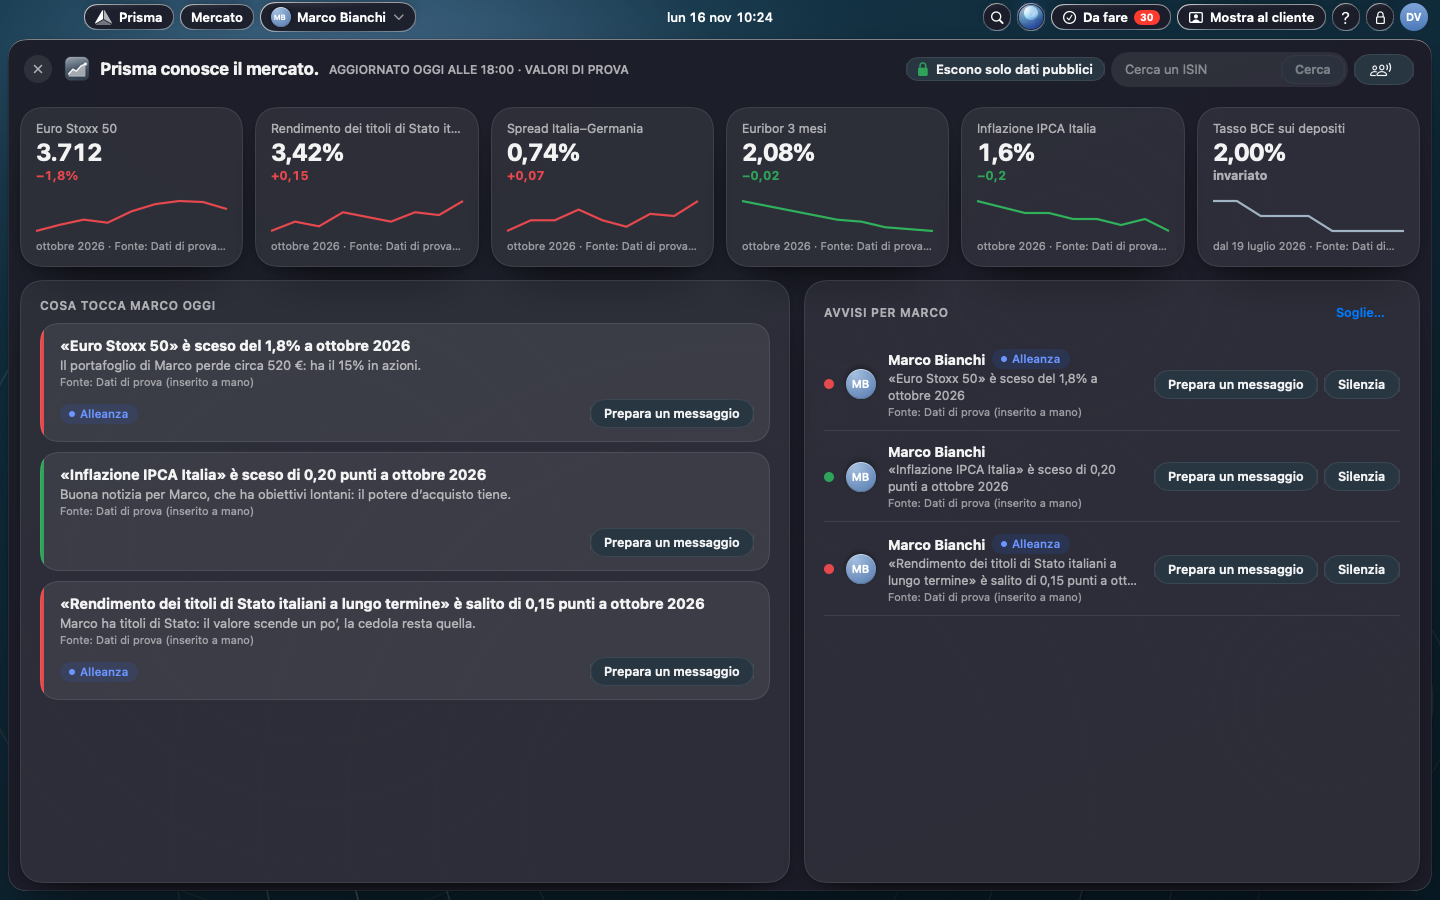 Prisma
Mercato
MB Marco Bianchi
lun 16 nov 10:24
Da fare 30
Mostra al cliente
?
DV
Prisma conosce il mercato.
AGGIORNATO OGGI ALLE 18:00 · VALORI DI PROVA
Escono solo dati pubblici
Cerca un ISIN
Cerca
Euro Stoxx 50
3.712
−1,8%
ottobre 2026 · Fonte: Dati di prova…
Rendimento dei titoli di Stato it…
3,42%
+0,15
ottobre 2026 · Fonte: Dati di prova…
Spread Italia–Germania
0,74%
+0,07
ottobre 2026 · Fonte: Dati di prova…
Euribor 3 mesi
2,08%
−0,02
ottobre 2026 · Fonte: Dati di prova…
Inflazione IPCA Italia
1,6%
−0,2
ottobre 2026 · Fonte: Dati di prova…
Tasso BCE sui depositi
2,00%
invariato
dal 19 luglio 2026 · Fonte: Dati di…
COSA TOCCA MARCO OGGI
«Euro Stoxx 50» è sceso del 1,8% a ottobre 2026
Il portafoglio di Marco perde circa 520 €: ha il 15% in azioni.
Fonte: Dati di prova (inserito a mano)
Alleanza
Prepara un messaggio
«Inflazione IPCA Italia» è sceso di 0,20 punti a ottobre 2026
Buona notizia per Marco, che ha obiettivi lontani: il potere d’acquisto tiene.
Fonte: Dati di prova (inserito a mano)
Prepara un messaggio
«Rendimento dei titoli di Stato italiani a lungo termine» è salito di 0,15 punti a ottobre 2026
Marco ha titoli di Stato: il valore scende un po’, la cedola resta quella.
Fonte: Dati di prova (inserito a mano)
Alleanza
Prepara un messaggio
AVVISI PER MARCO
Soglie…
MB
Marco Bianchi
Alleanza
«Euro Stoxx 50» è sceso del 1,8% a
ottobre 2026
Fonte: Dati di prova (inserito a mano)
Prepara un messaggio
Silenzia
MB
Marco Bianchi
«Inflazione IPCA Italia» è sceso di 0,20
punti a ottobre 2026
Fonte: Dati di prova (inserito a mano)
Prepara un messaggio
Silenzia
MB
Marco Bianchi
Alleanza
«Rendimento dei titoli di Stato italiani a
lungo termine» è salito di 0,15 punti a ott…
Fonte: Dati di prova (inserito a mano)
Prepara un messaggio
Silenzia